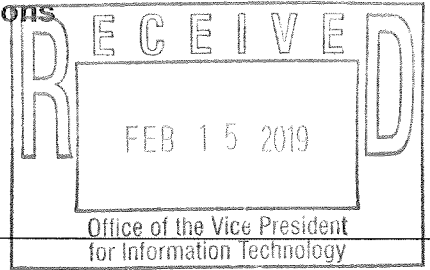 ons
RECEIVED
FEB 15 2019
Office of the Vice President
for Information Technology